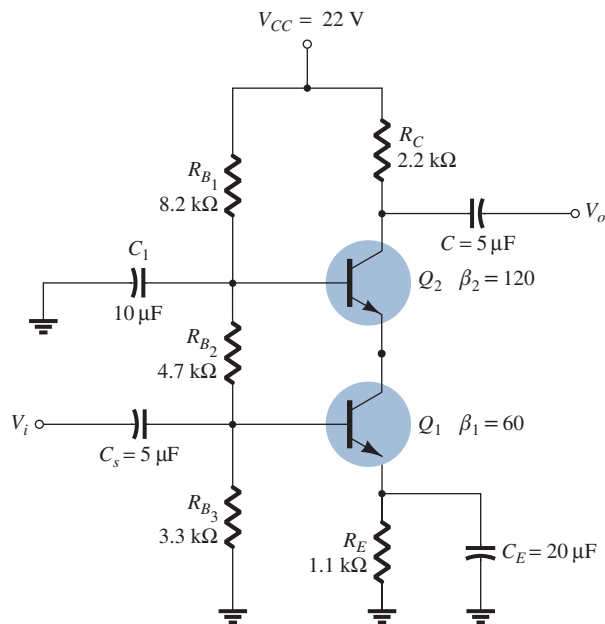 V_CC = 22 V
R_C
2.2 kΩ
R_B1
8.2 kΩ
V_o
C = 5 μF
C_1
10 μF
Q_2 β_2 = 120
R_B2
4.7 kΩ
V_i
C_s = 5 μF
Q_1 β_1 = 60
R_B3
3.3 kΩ
R_E
1.1 kΩ
C_E = 20 μF